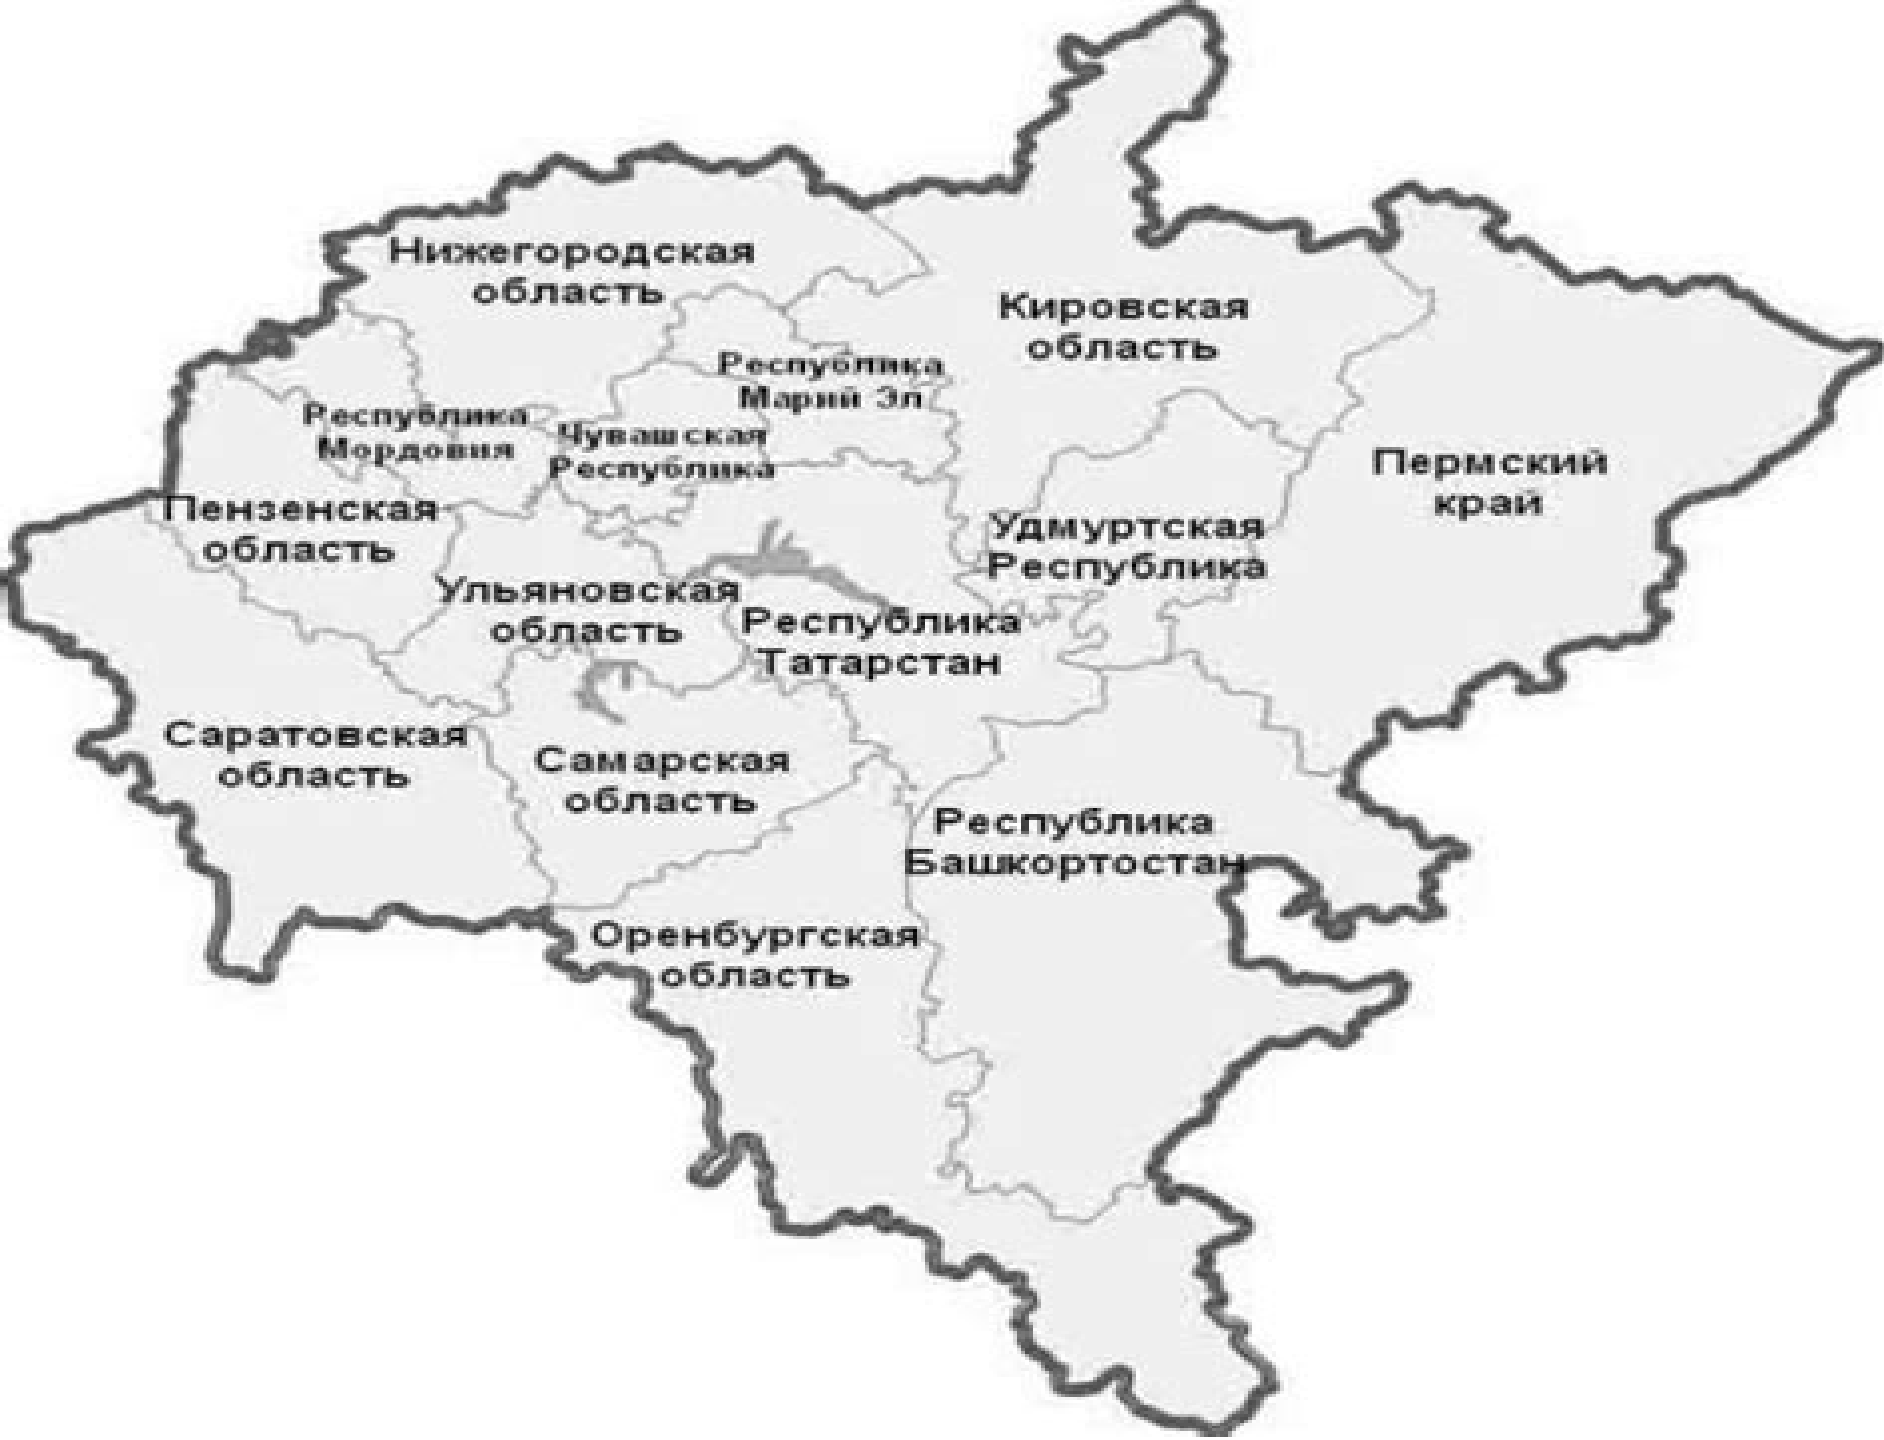 Нижегородская
область
Кировская
область
Республика
Марий Эл
Республика
Мордовия
Чувашская
Республика
Пермский
край
Пензенская
область
Удмуртская
Республика
Ульяновская
область
Республика
Татарстан
Саратовская
область
Самарская
область
Республика
Башкортостан
Оренбургская
область